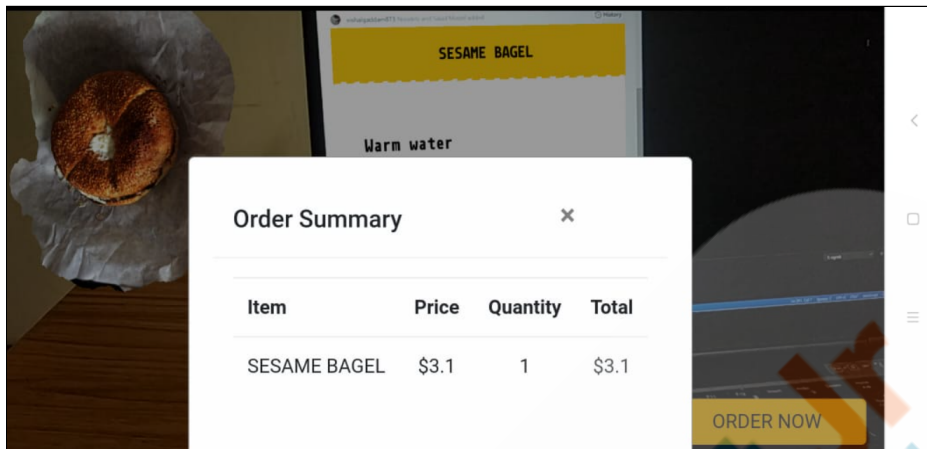 History
SESAME BAGEL
Warm water
Order Summary ×
Item Price Quantity Total
SESAME BAGEL $3.1 1 $3.1
ORDER NOW